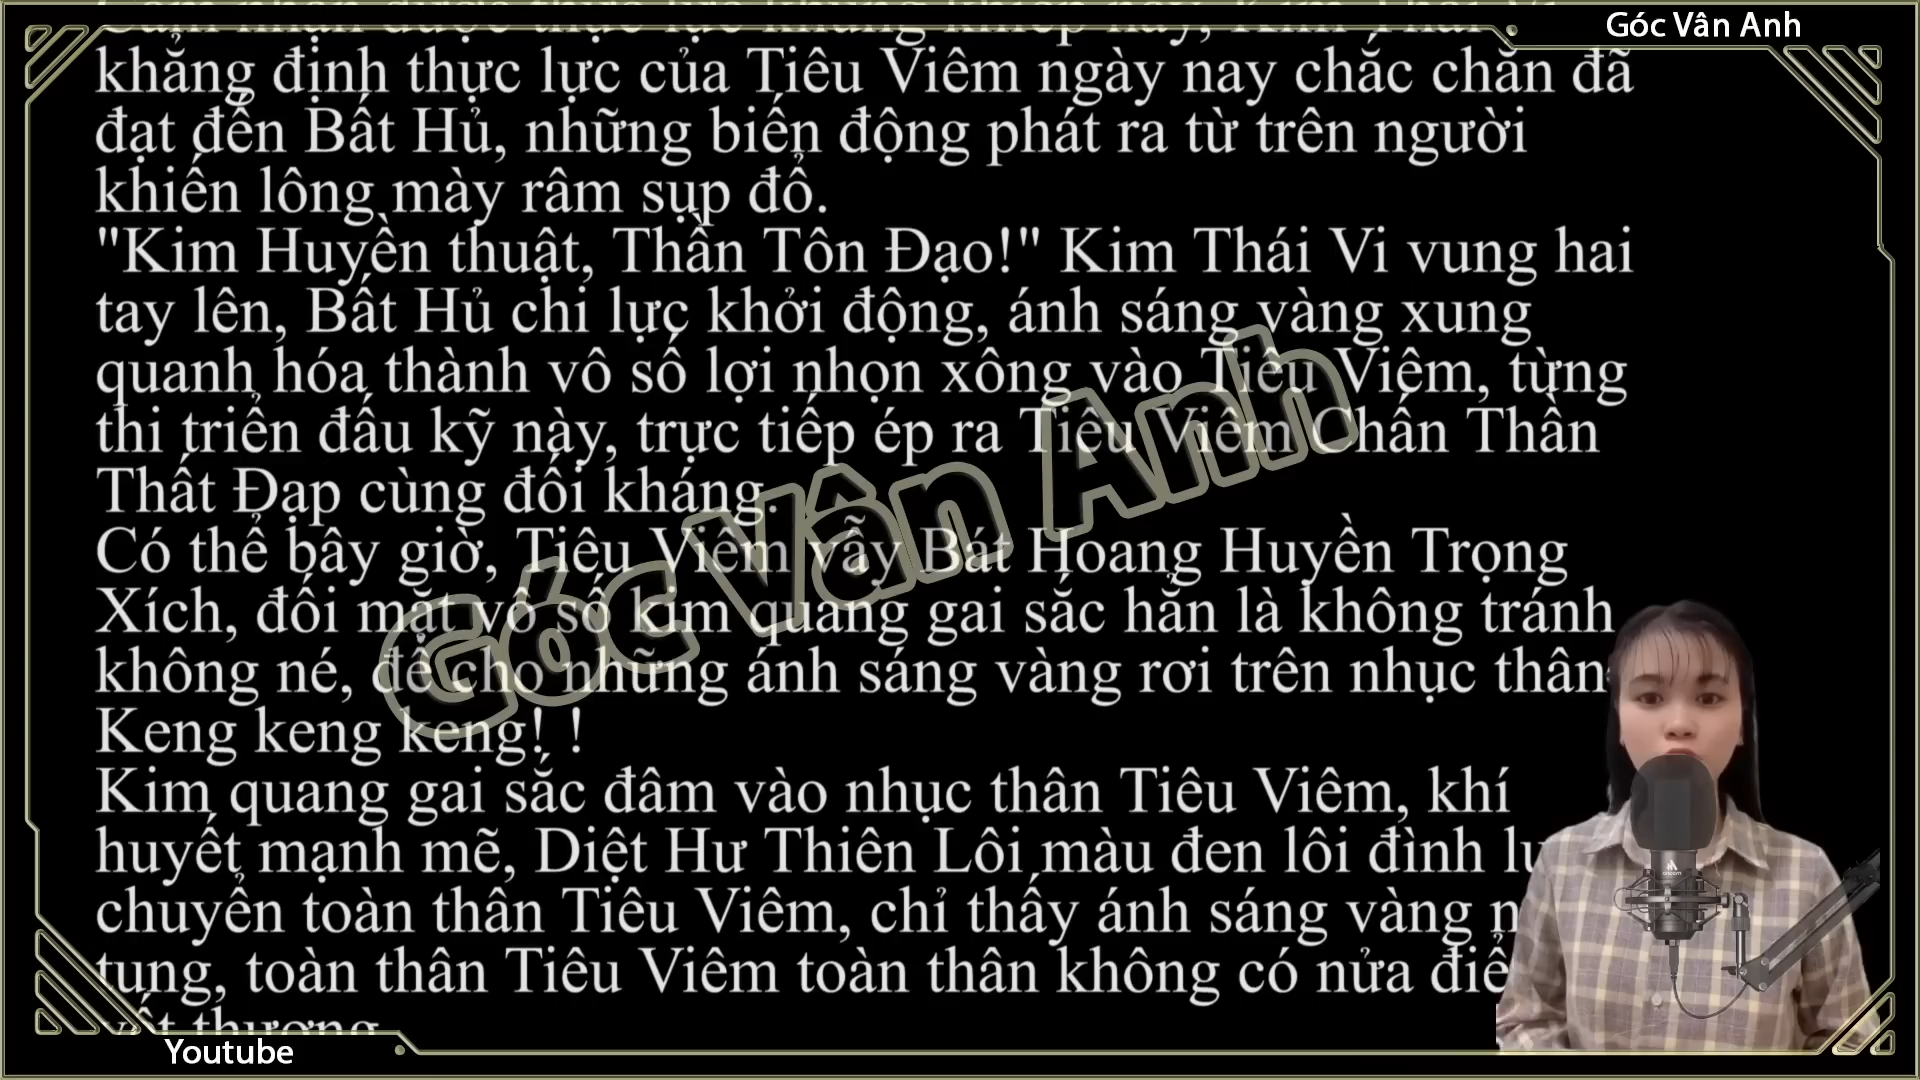 Góc Vân Anh
khẳng định thực lực của Tiêu Viêm ngày nay chắc chắn đã
đạt đến Bất Hủ, những biến động phát ra từ trên người
khiến lông mày râm sụp đổ.
"Kim Huyền thuật, Thần Tôn Đạo!" Kim Thái Vi vung hai
tay lên, Bất Hủ chi lực khởi động, ánh sáng vàng xung
quanh hóa thành vô số lợi nhọn xông vào Tiêu Viêm, từng
thi triển đấu kỹ này, trực tiếp ép ra Tiêu Viêm Chấn Thần
Thất Đạp cùng đối kháng.
Có thể bây giờ, Tiêu Viêm vẫy Bát Hoang Huyền Trọng
Xích, đối mặt vô số kim quang gai sắc hẳn là không tránh
không né, để cho những ánh sáng vàng rơi trên nhục thân
Keng keng keng! !
Kim quang gai sắc đâm vào nhục thân Tiêu Viêm, khí
huyết mạnh mẽ, Diệt Hư Thiên Lôi màu đen lôi đình
chuyển toàn thân Tiêu Viêm, chỉ thấy ánh sáng vàng
tung, toàn thân Tiêu Viêm toàn thân không có nửa
Góc Vân Anh
Youtube